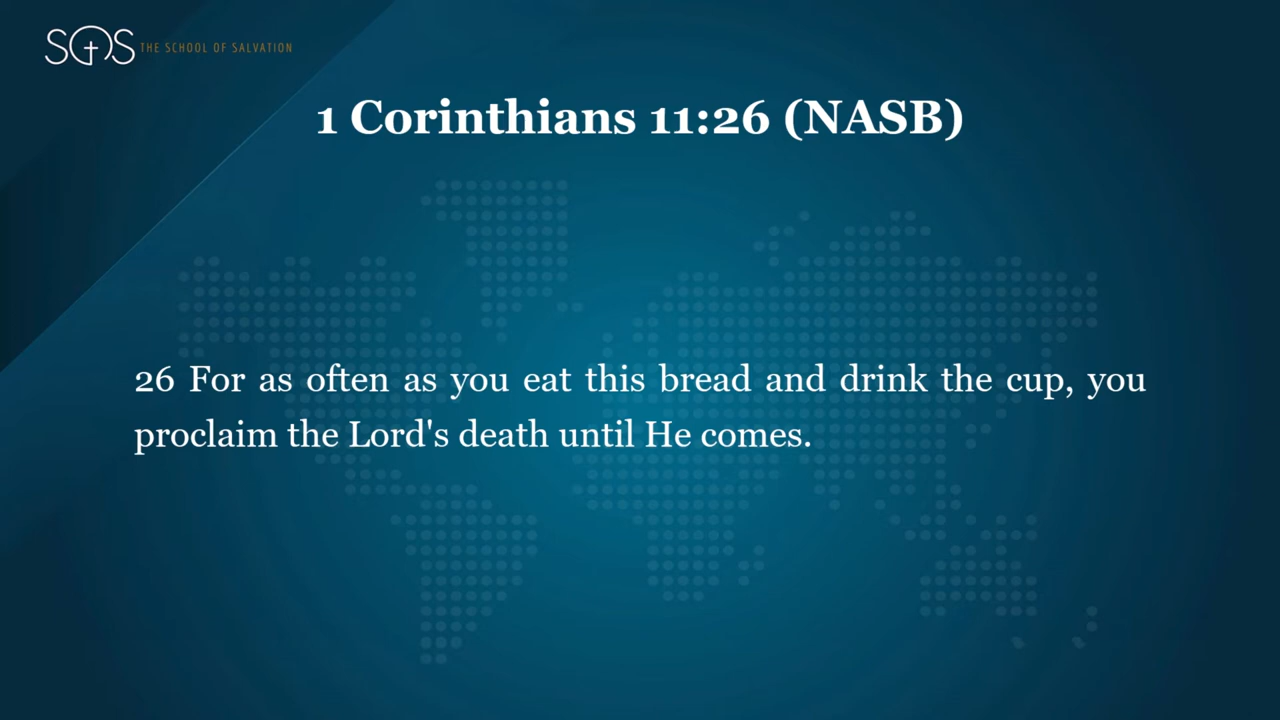 SOS THE SCHOOL OF SALVATION
1 Corinthians 11:26 (NASB)
26 For as often as you eat this bread and drink the cup, you
proclaim the Lord's death until He comes.